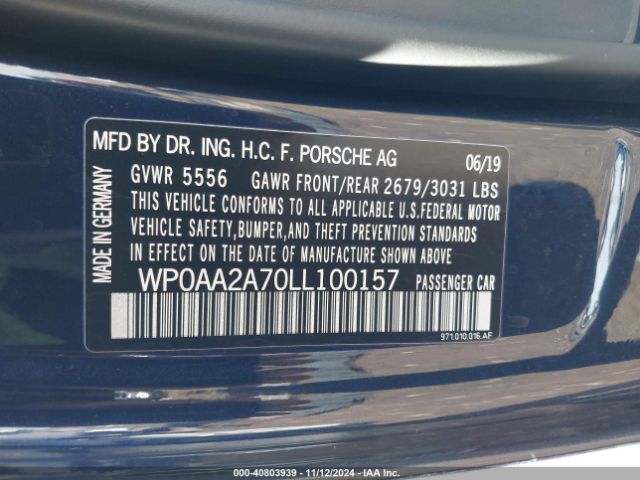 MFD BY DR. ING. H.C. F. PORSCHE AG 06/19
GVWR 5556 GAWR FRONT/REAR 2679/3031 LBS
THIS VEHICLE CONFORMS TO ALL APPLICABLE U.S.FEDERAL MOTOR
VEHICLE SAFETY,BUMPER,AND THEFT PREVENTION STANDARDS
IN EFFECT ON THE DATE OF MANUFACTURE SHOWN ABOVE
WP0AA2A70LL100157 PASSENGER CAR
971.010.016.AF
MADE IN GERMANY
000-40803939 - 11/12/2024 - IAA Inc.